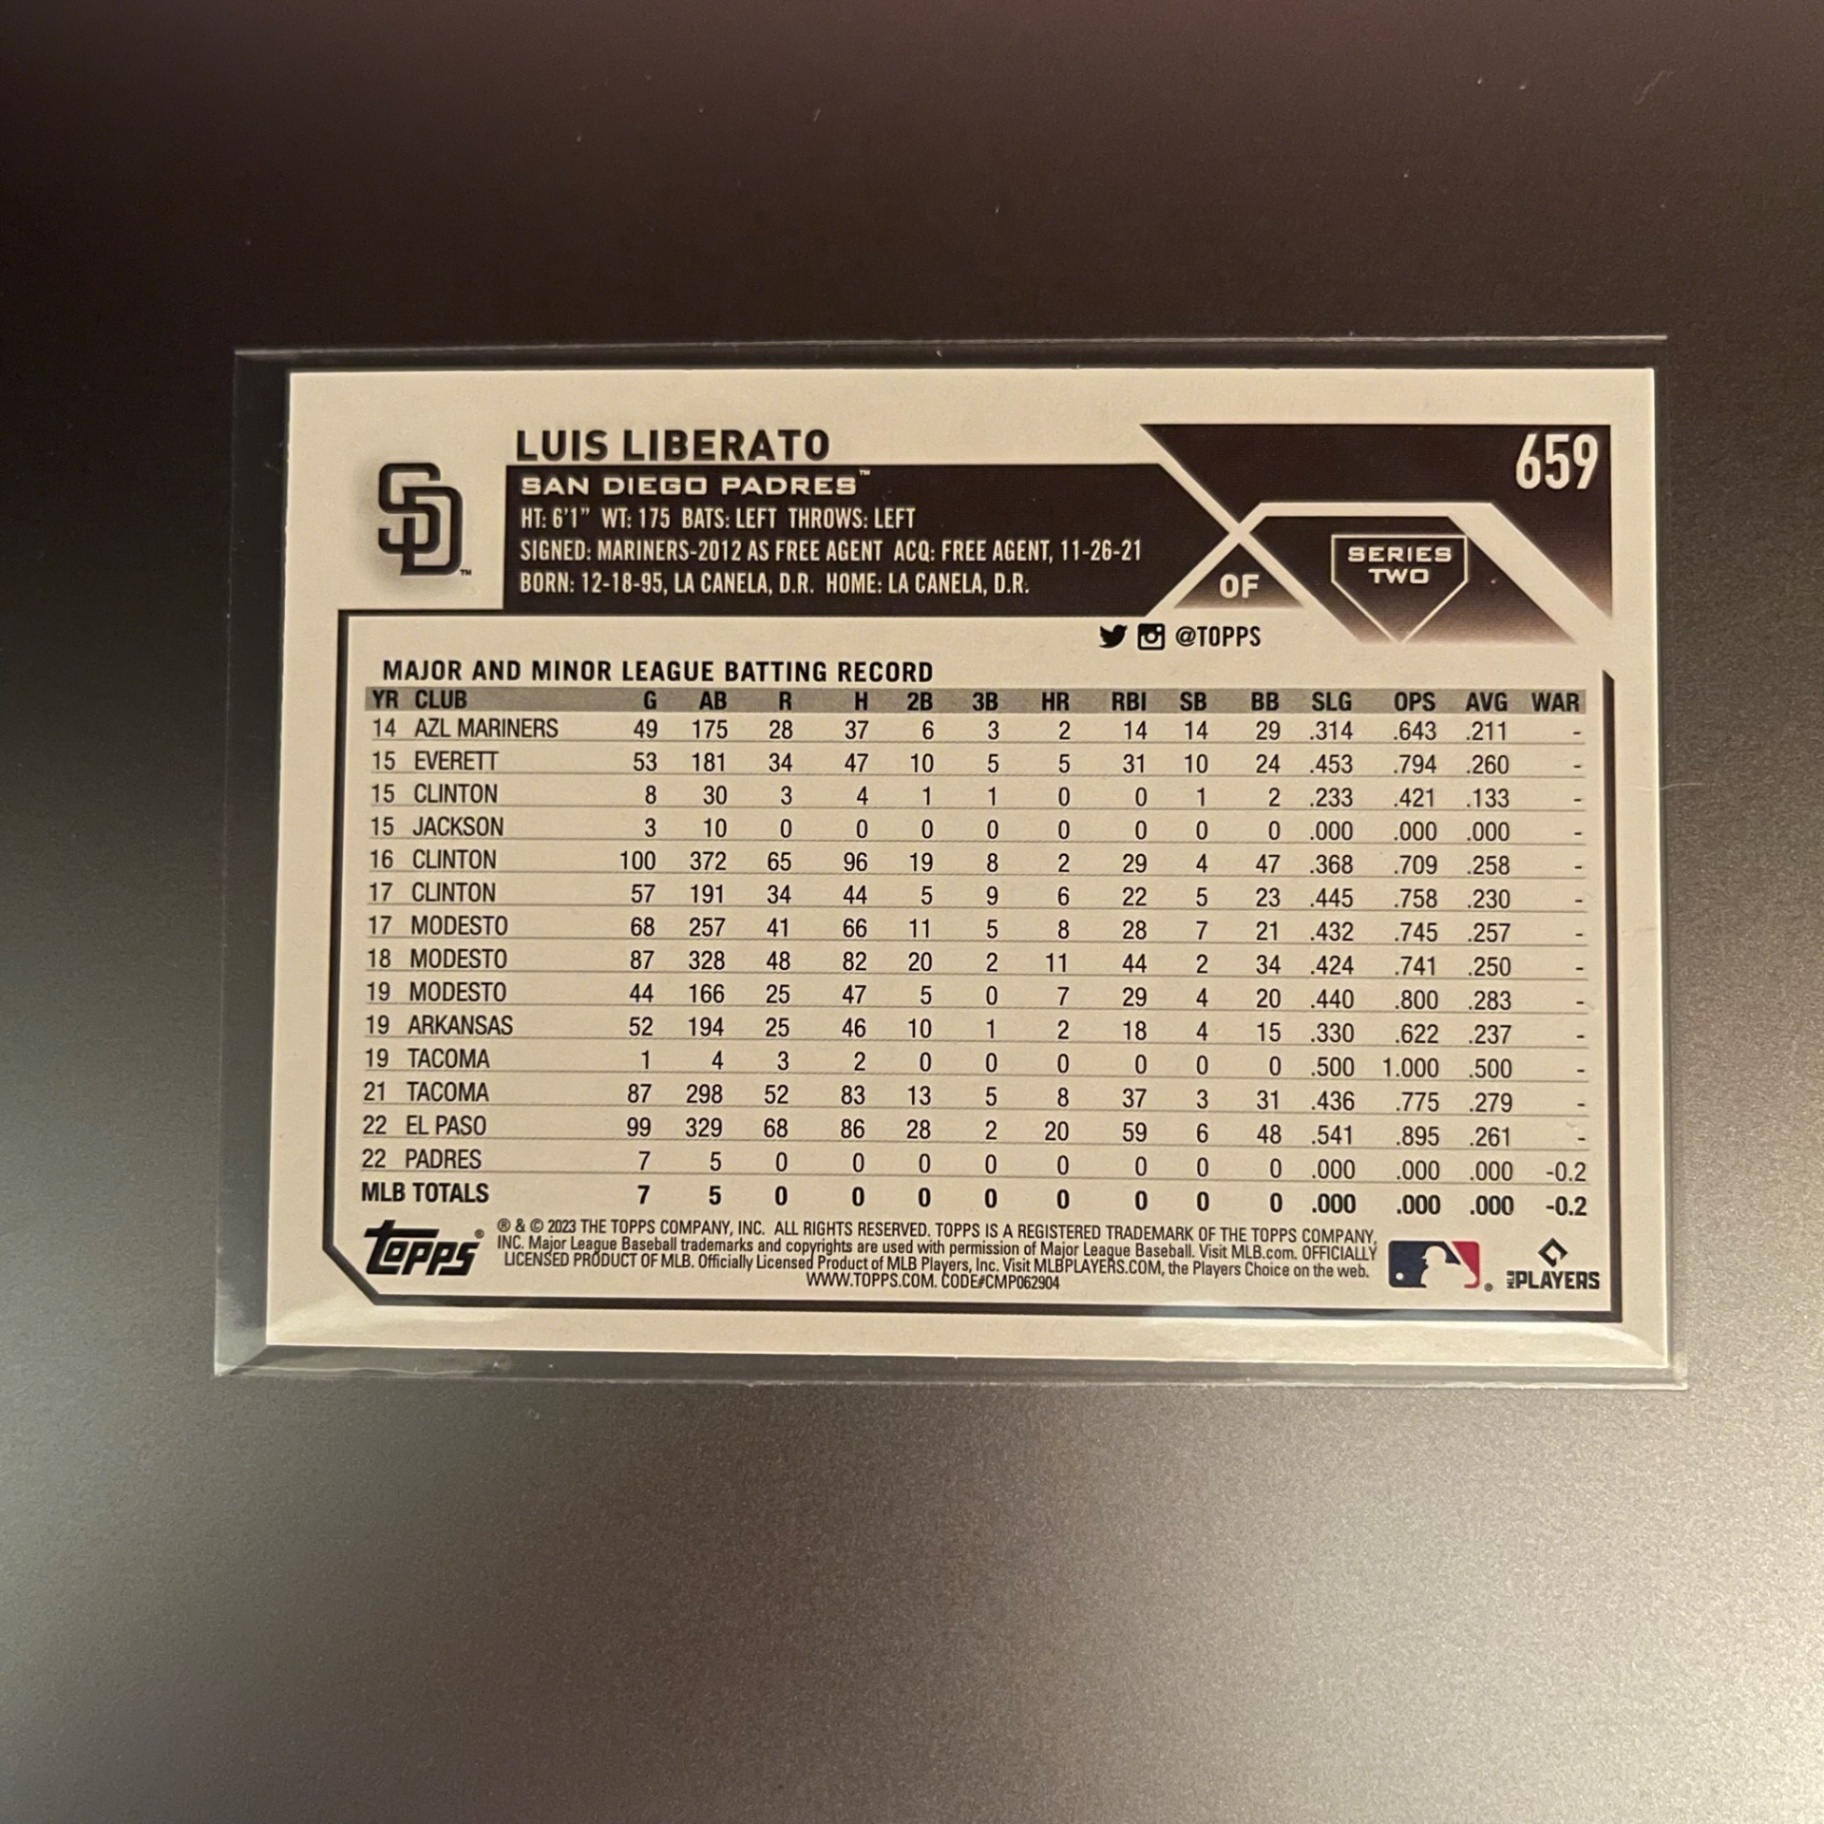 LUIS LIBERATO
659
SD™
SAN DIEGO PADRES™
HT: 6'1" WT: 175 BATS: LEFT THROWS: LEFT
SIGNED: MARINERS-2012 AS FREE AGENT ACQ: FREE AGENT, 11-26-21
BORN: 12-18-95, LA CANELA, D.R. HOME: LA CANELA, D.R.
OF
SERIES
TWO
@TOPPS
MAJOR AND MINOR LEAGUE BATTING RECORD
YR CLUB G AB R H 2B 3B HR RBI SB BB SLG OPS AVG WAR
14 AZL MARINERS 49 175 28 37 6 3 2 14 14 29 .314 .643 .211 -
15 EVERETT 53 181 34 47 10 5 5 31 10 24 .453 .794 .260 -
15 CLINTON 8 30 3 4 1 1 0 0 1 2 .233 .421 .133 -
15 JACKSON 3 10 0 0 0 0 0 0 0 0 .000 .000 .000 -
16 CLINTON 100 372 65 96 19 8 2 29 4 47 .368 .709 .258 -
17 CLINTON 57 191 34 44 5 9 6 22 5 23 .445 .758 .230 -
17 MODESTO 68 257 41 66 11 5 8 28 7 21 .432 .745 .257 -
18 MODESTO 87 328 48 82 20 2 11 44 2 34 .424 .741 .250 -
19 MODESTO 44 166 25 47 5 0 7 29 4 20 .440 .800 .283 -
19 ARKANSAS 52 194 25 46 10 1 2 18 4 15 .330 .622 .237 -
19 TACOMA 1 4 3 2 0 0 0 0 0 0 .500 1.000 .500 -
21 TACOMA 87 298 52 83 13 5 8 37 3 31 .436 .775 .279 -
22 EL PASO 99 329 68 86 28 2 20 59 6 48 .541 .895 .261 -
22 PADRES 7 5 0 0 0 0 0 0 0 0 .000 .000 .000 -0.2
MLB TOTALS 7 5 0 0 0 0 0 0 0 0 .000 .000 .000 -0.2
topps®
® & © 2023 THE TOPPS COMPANY, INC. ALL RIGHTS RESERVED. TOPPS IS A REGISTERED TRADEMARK OF THE TOPPS COMPANY,
INC. Major League Baseball trademarks and copyrights are used with permission of Major League Baseball. Visit MLB.com. OFFICIALLY
LICENSED PRODUCT OF MLB. Officially Licensed Product of MLB Players, Inc. Visit MLBPLAYERS.COM, the Players Choice on the web.
WWW.TOPPS.COM. CODE#CMP062904
®
MLB PLAYERS